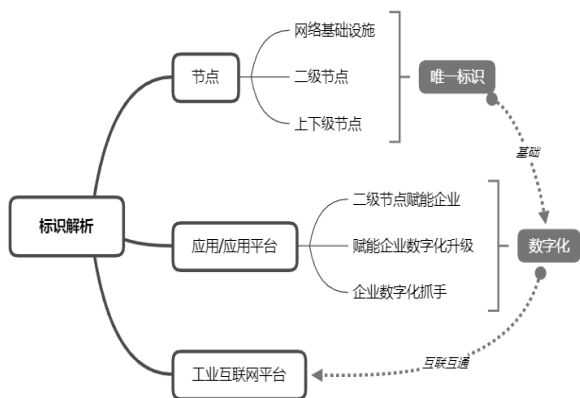 网络基础设施
节点
二级节点
唯一标识
上下级节点
基础
标识解析
二级节点赋能企业
应用/应用平台
赋能企业数字化升级
数字化
企业数字化抓手
互联互通
工业互联网平台